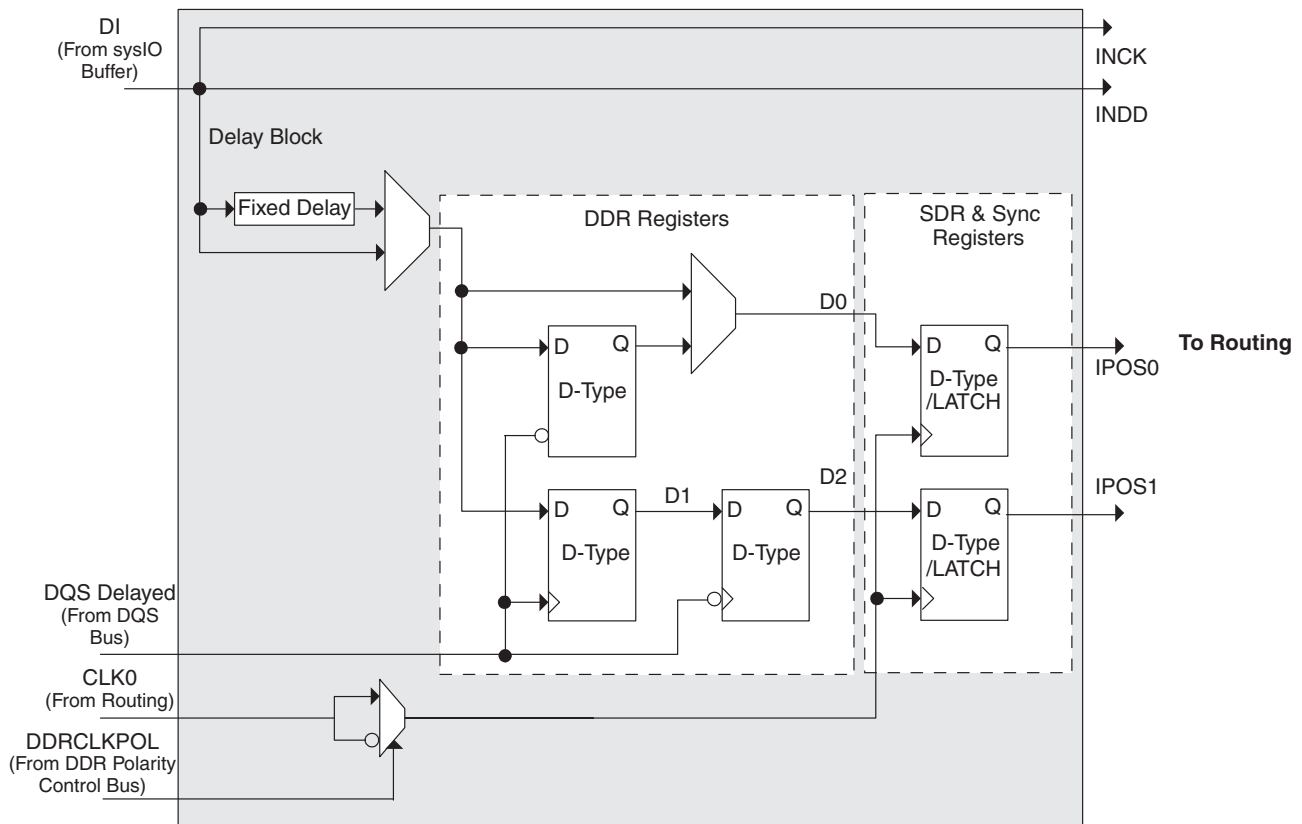 DI
(From sysIO
Buffer)
INCK
INDD
Delay Block
Fixed Delay
DDR Registers
SDR & Sync
Registers
D0
D Q
D-Type
D Q
D-Type
/LATCH
IPOS0
To Routing
D Q
D-Type
D1
D Q
D-Type
D2
D Q
D-Type
/LATCH
IPOS1
DQS Delayed
(From DQS
Bus)
CLK0
(From Routing)
DDRCLKPOL
(From DDR Polarity
Control Bus)